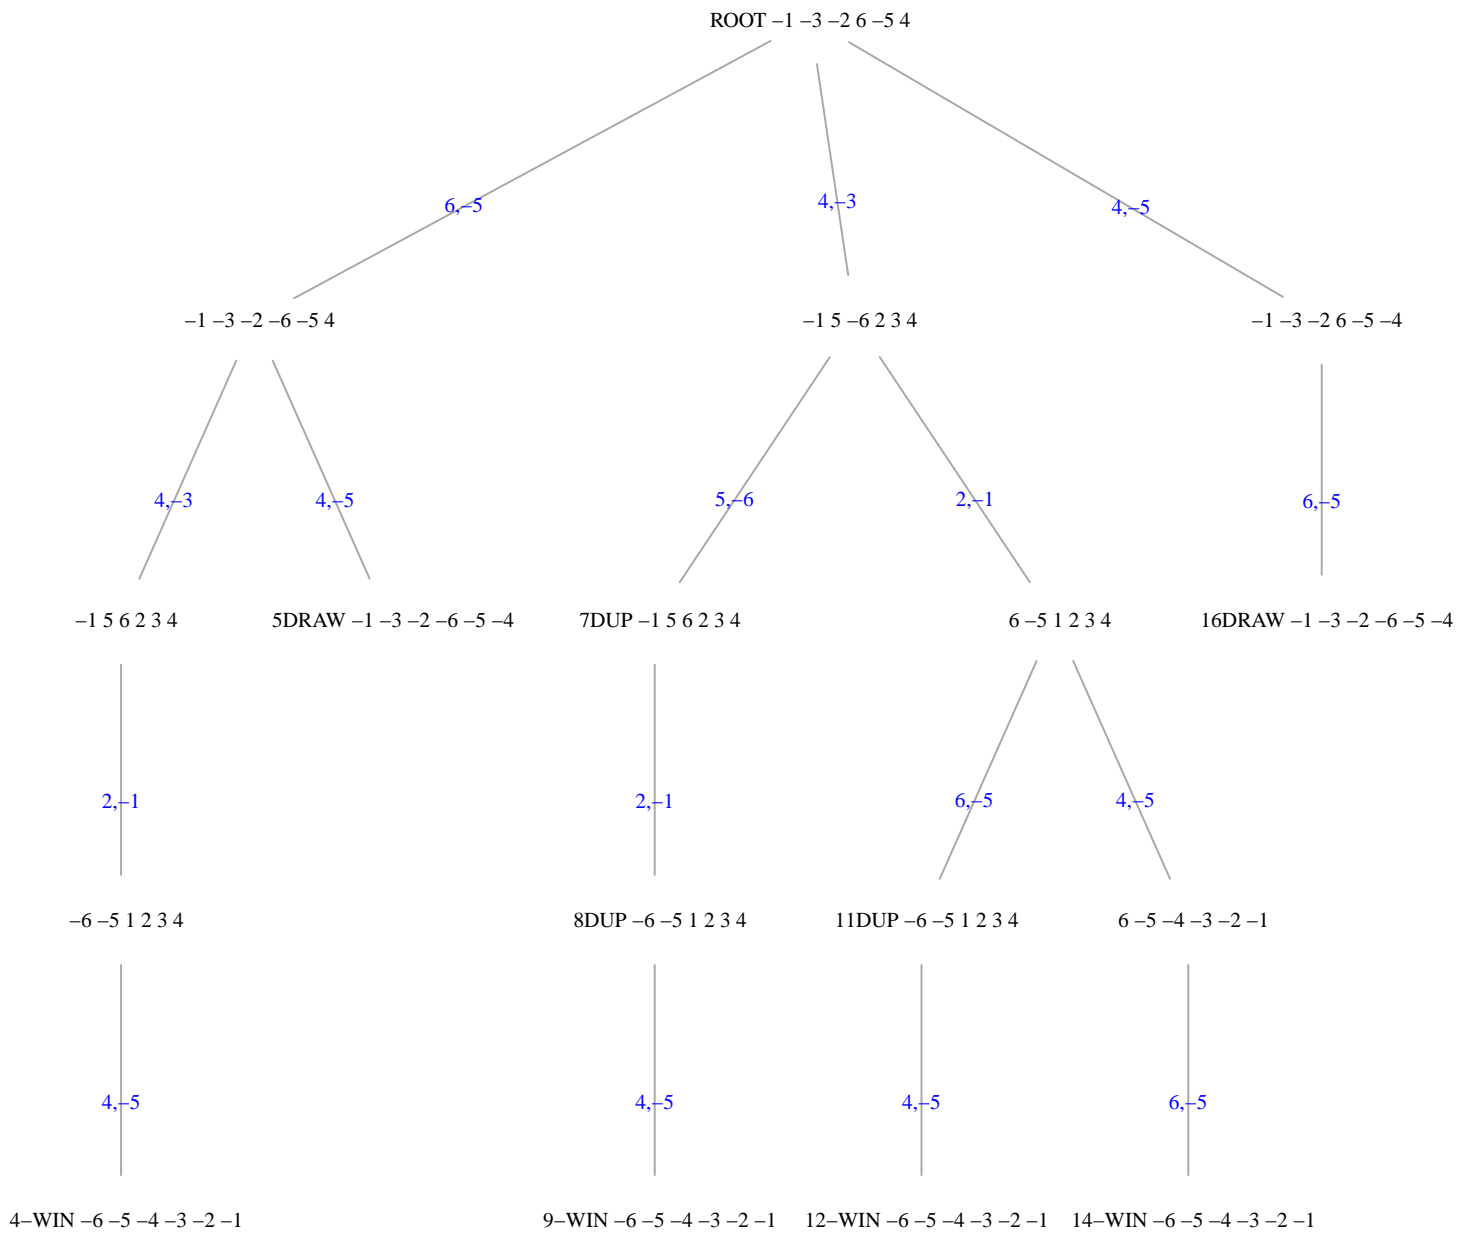 ROOT –1 –3 –2 6 –5 4
6,–5
4,–3
4,–5
–1 –3 –2 –6 –5 4
–1 5 –6 2 3 4
–1 –3 –2 6 –5 –4
4,–3
4,–5
5,–6
2,–1
6,–5
–1 5 6 2 3 4
5DRAW –1 –3 –2 –6 –5 –4
7DUP –1 5 6 2 3 4
6 –5 1 2 3 4
16DRAW –1 –3 –2 –6 –5 –4
2,–1
2,–1
6,–5
4,–5
–6 –5 1 2 3 4
8DUP –6 –5 1 2 3 4
11DUP –6 –5 1 2 3 4
6 –5 –4 –3 –2 –1
4,–5
4,–5
4,–5
6,–5
4–WIN –6 –5 –4 –3 –2 –1
9–WIN –6 –5 –4 –3 –2 –1
12–WIN –6 –5 –4 –3 –2 –1
14–WIN –6 –5 –4 –3 –2 –1